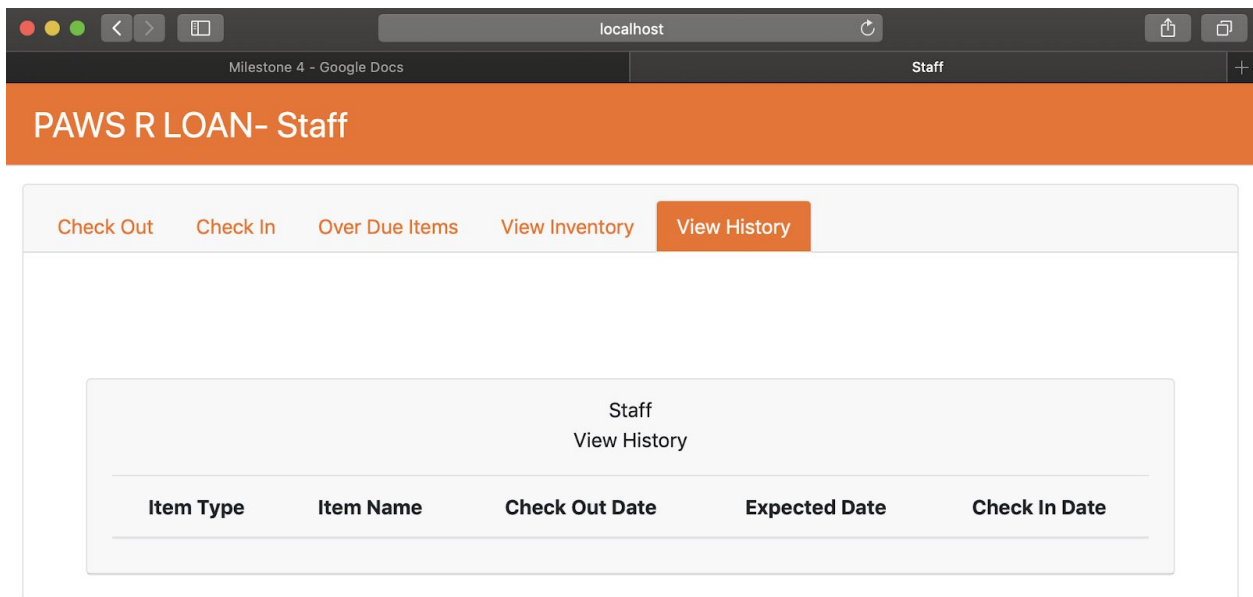 localhost
Milestone 4 - Google Docs
Staff
PAWS R LOAN- Staff
Check Out
Check In
Over Due Items
View Inventory
View History
Staff
View History
Item Type
Item Name
Check Out Date
Expected Date
Check In Date